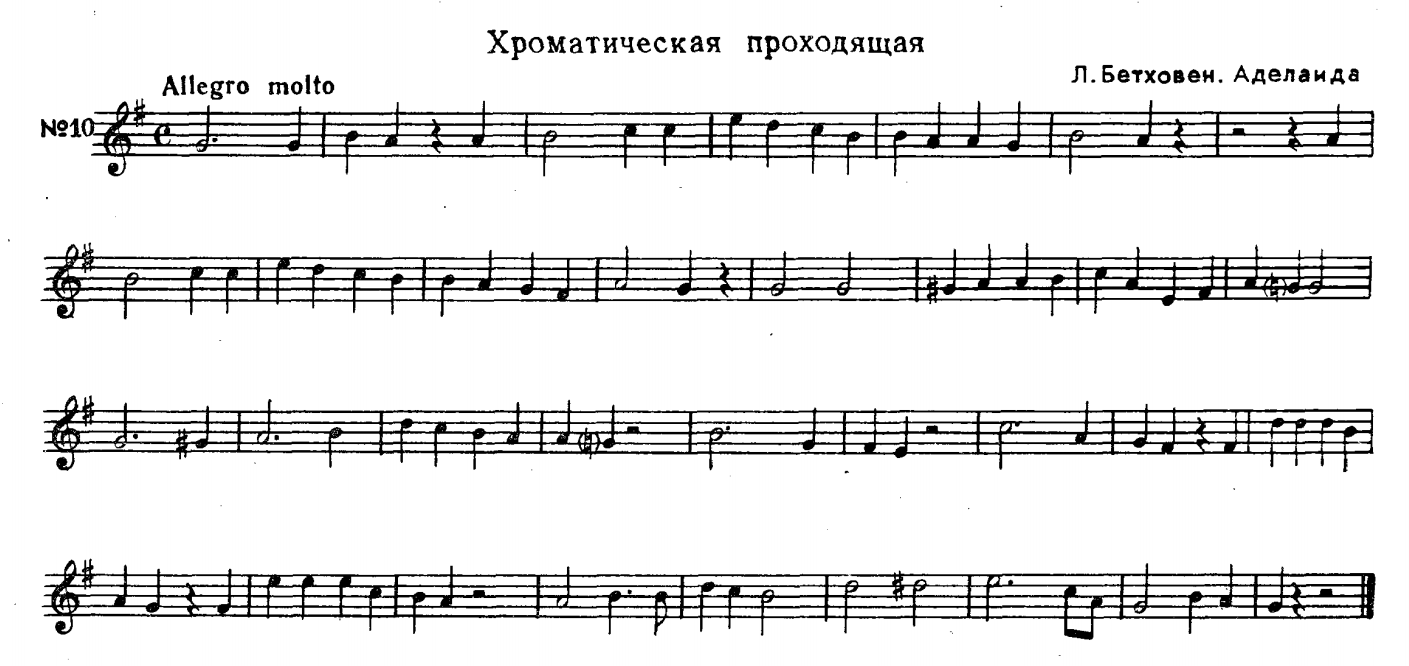 Хроматическая проходящая
Л. Бетховен. Аделаида
Allegro molto
№10